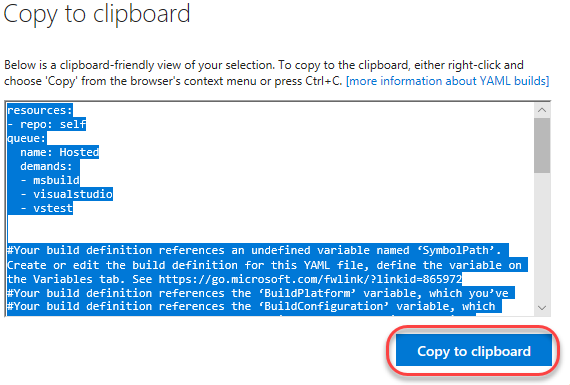 Copy to clipboard
Below is a clipboard-friendly view of your selection. To copy to the clipboard, either right-click and
choose 'Copy' from the browser's context menu or press Ctrl+C. [more information about YAML builds]
resources:
- repo: self
queue:
  name: Hosted
  demands:
  - msbuild
  - visualstudio
  - vstest
#Your build definition references an undefined variable named ‘SymbolPath’.
Create or edit the build definition for this YAML file, define the variable on
the Variables tab. See https://go.microsoft.com/fwlink/?linkid=865972
#Your build definition references the ‘BuildPlatform’ variable, which you’ve
#Your build definition references the ‘BuildConfiguration’ variable, which
Copy to clipboard